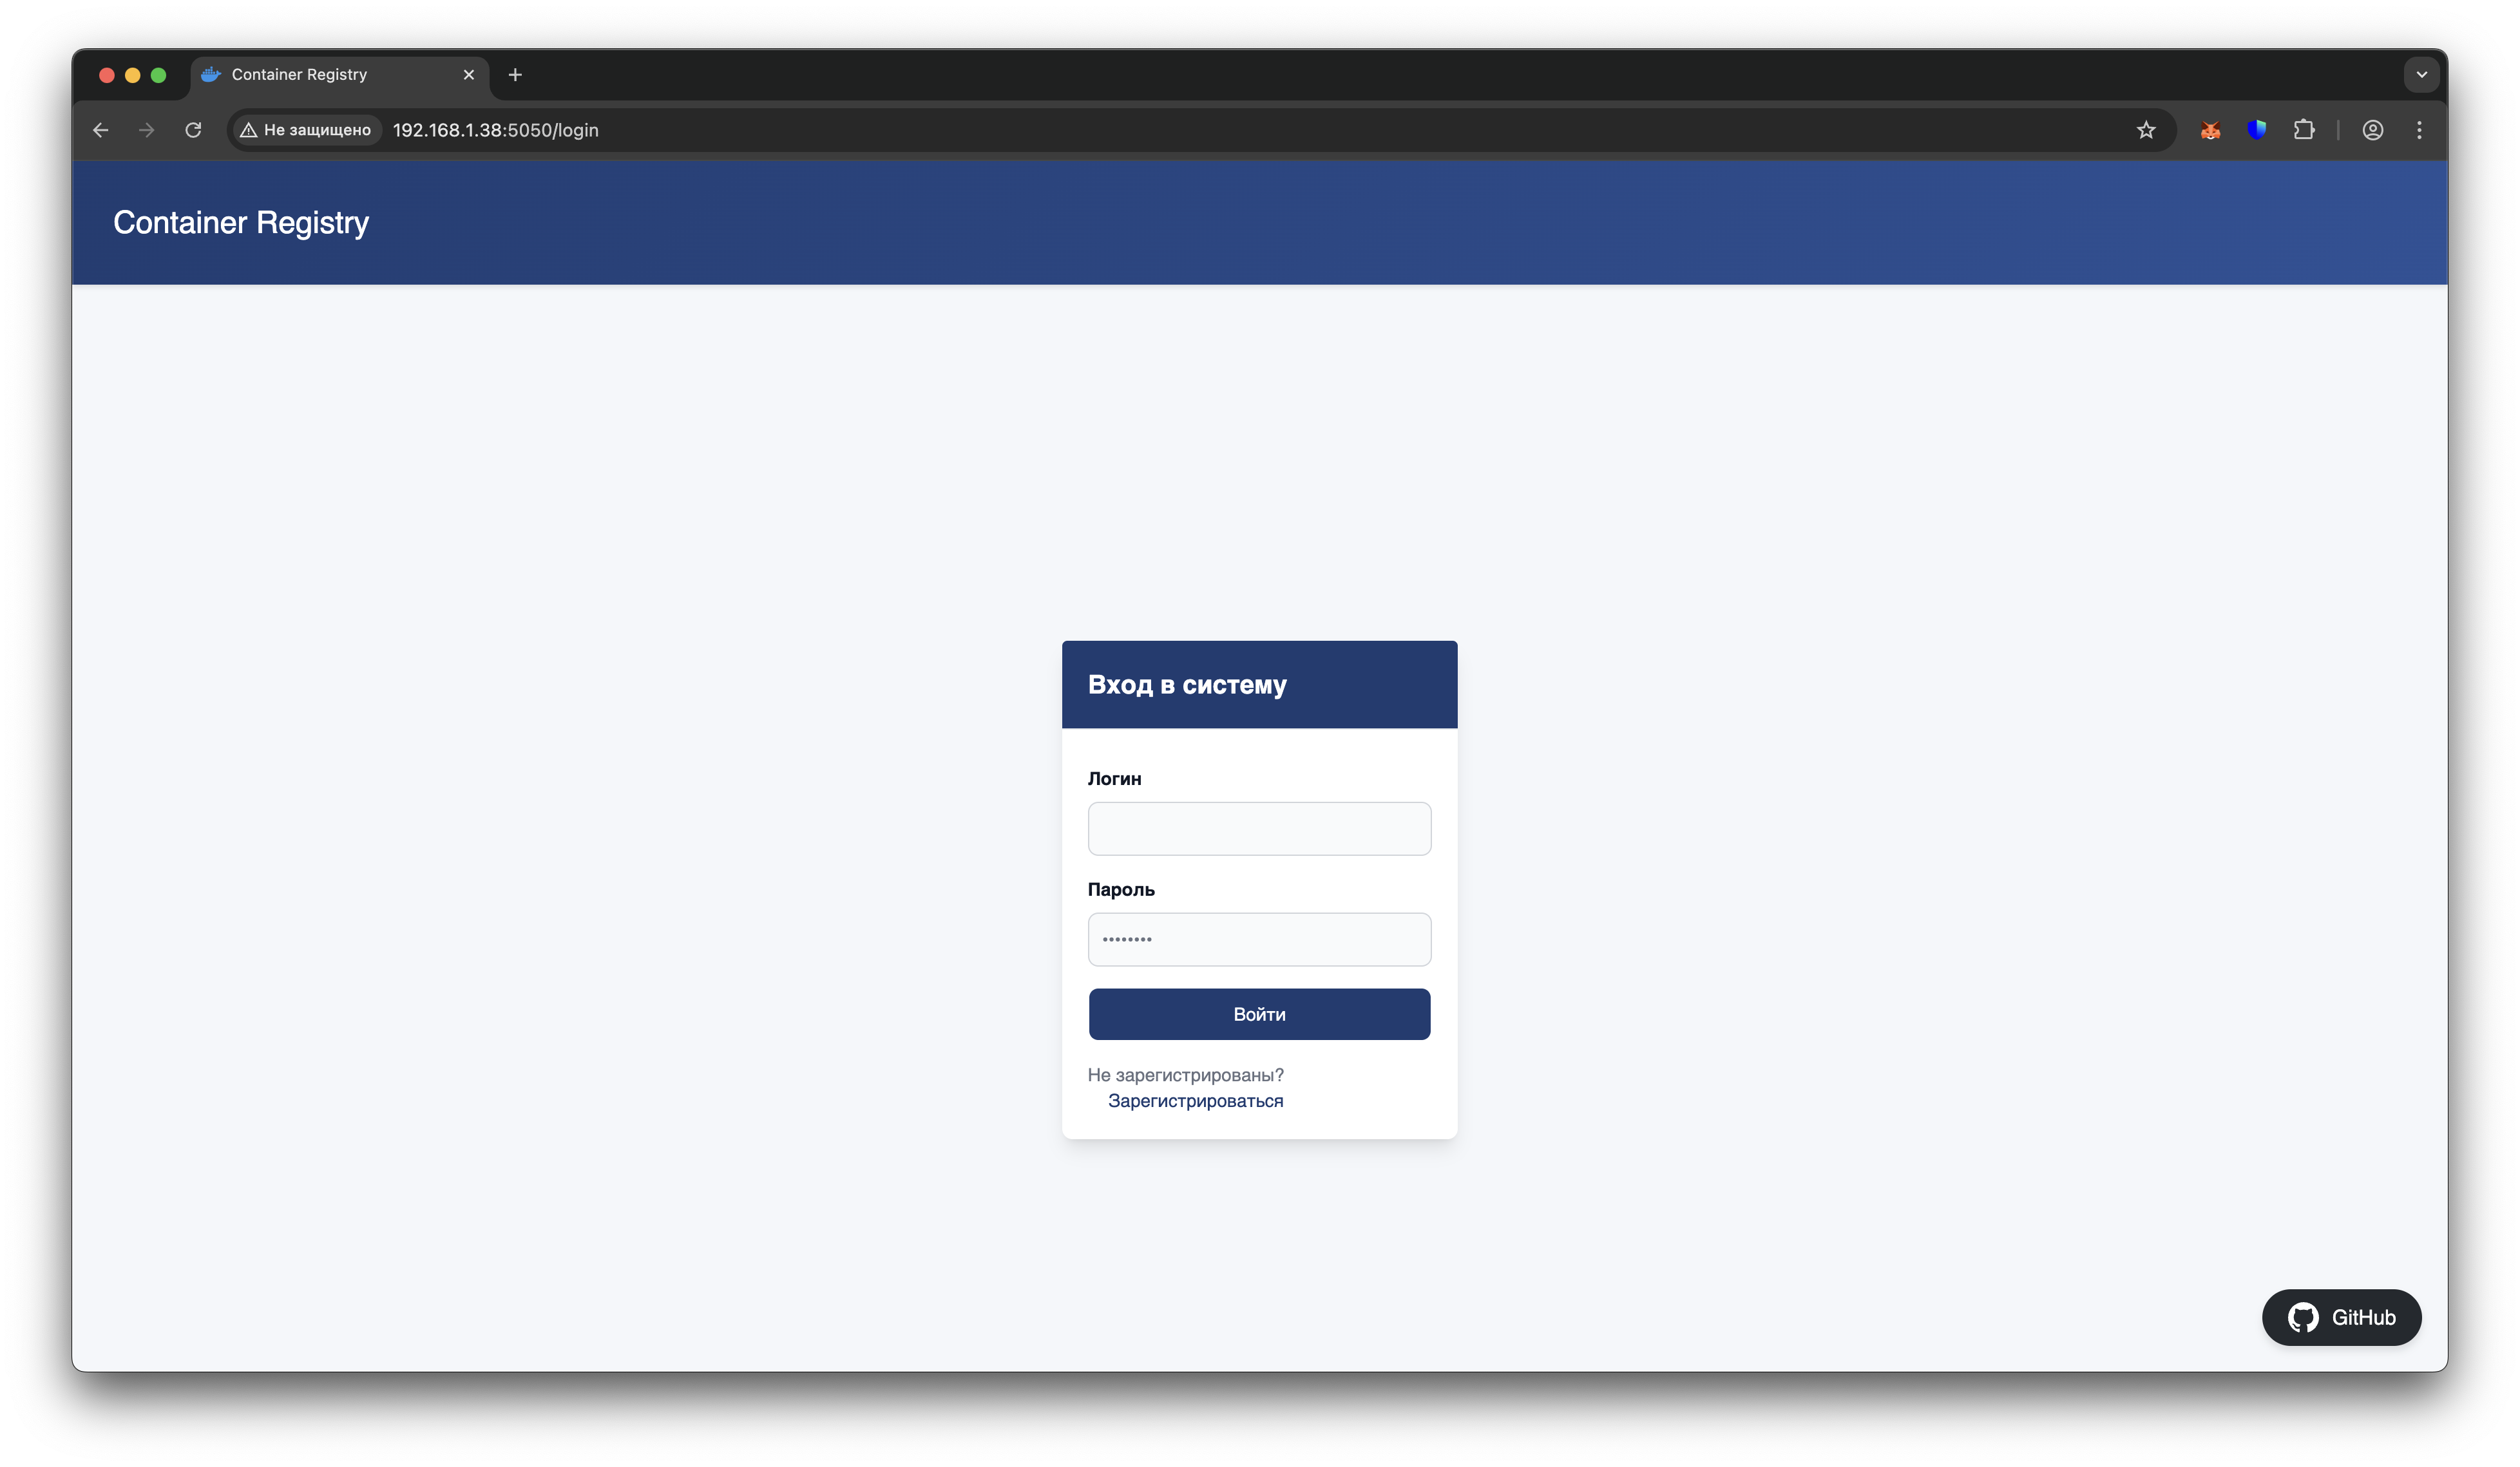 Container Registry
Не защищено 192.168.1.38:5050/login
Container Registry
Вход в систему
Логин
Пароль
••••••••
Войти
Не зарегистрированы?
Зарегистрироваться
GitHub